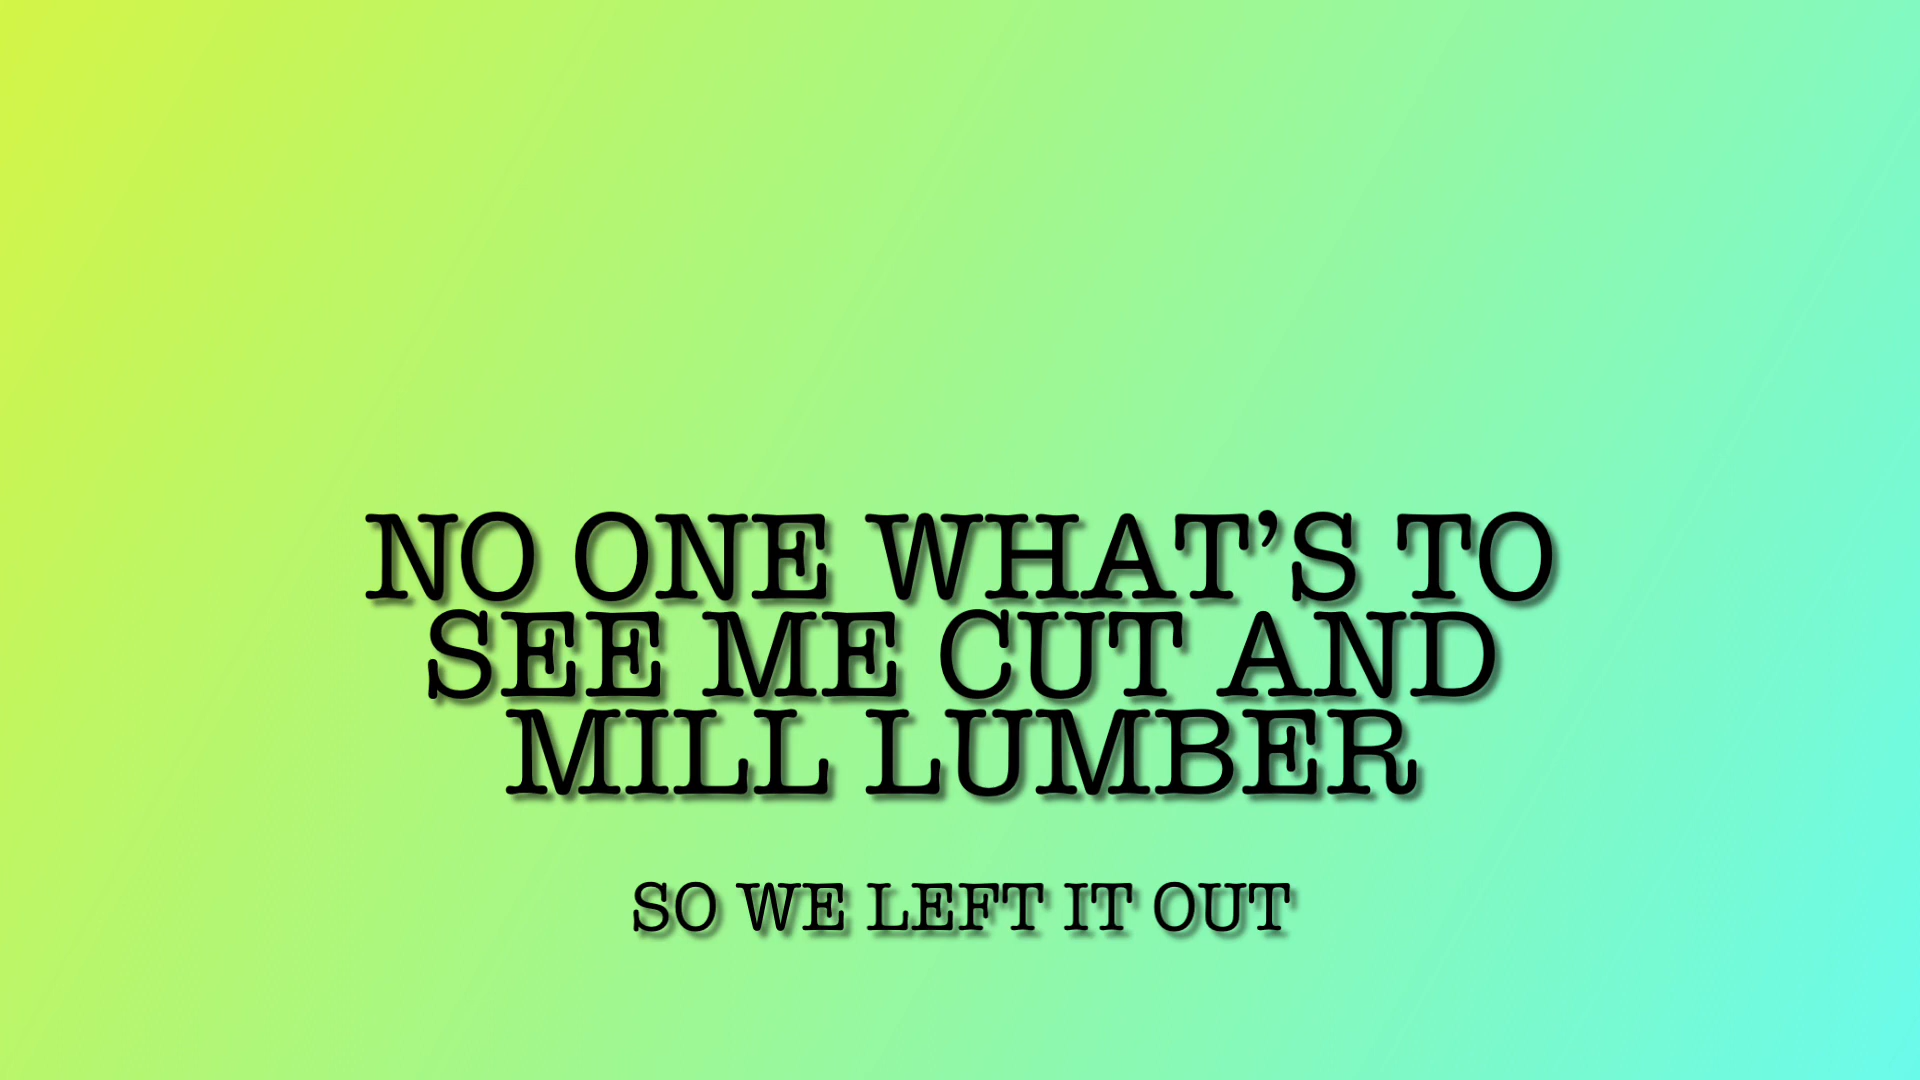 NO ONE WHAT’S TO
SEE ME CUT AND
MILL LUMBER
SO WE LEFT IT OUT